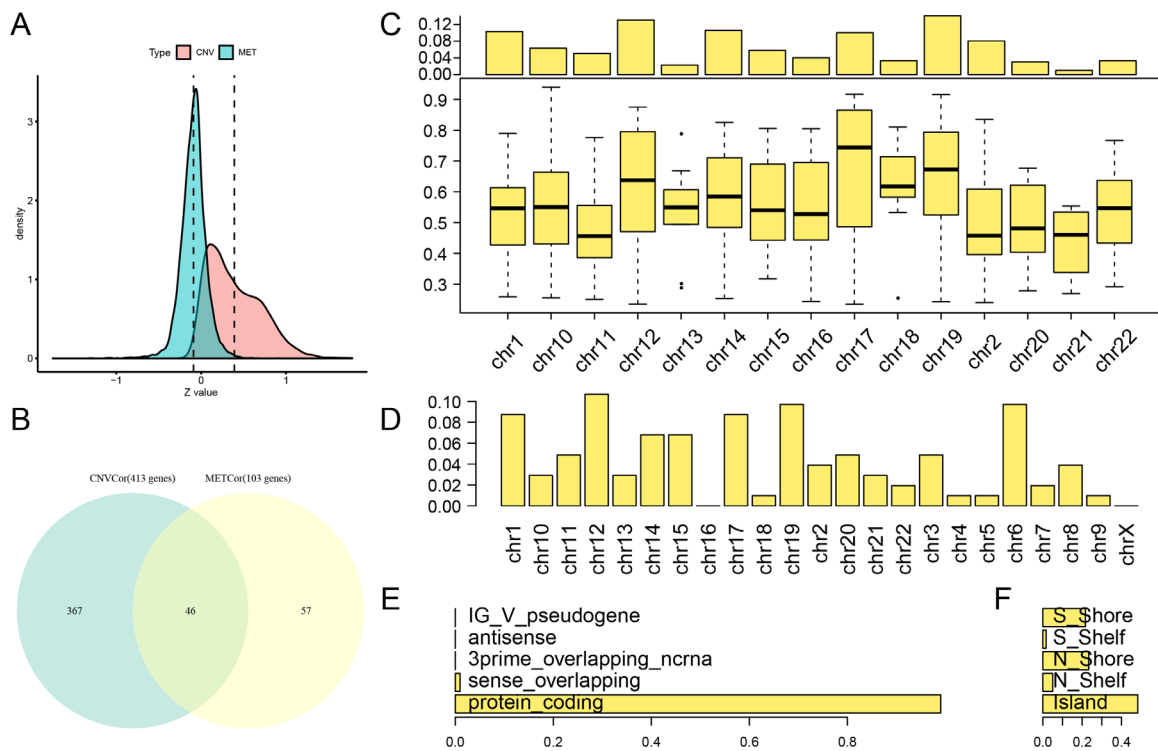 A
Type CNV MET
density
3
2
1
0
−1 0 1
Z value
B
CNVCor(413 genes) METCor(103 genes)
367 46 57
C
0.12
0.08
0.04
0.00
0.9
0.8
0.7
0.6
0.5
0.4
0.3
chr1 chr10 chr11 chr12 chr13 chr14 chr15 chr16 chr17 chr18 chr19 chr2 chr20 chr21 chr22
D
0.10
0.08
0.06
0.04
0.02
0.00
chr1 chr10 chr11 chr12 chr13 chr14 chr15 chr16 chr17 chr18 chr19 chr2 chr20 chr21 chr22 chr3 chr4 chr5 chr6 chr7 chr8 chr9 chrX
E
IG_V_pseudogene
antisense
3prime_overlapping_ncrna
sense_overlapping
protein_coding
0.0 0.2 0.4 0.6 0.8
F
S_Shore
S_Shelf
N_Shore
N_Shelf
Island
0.0 0.2 0.4